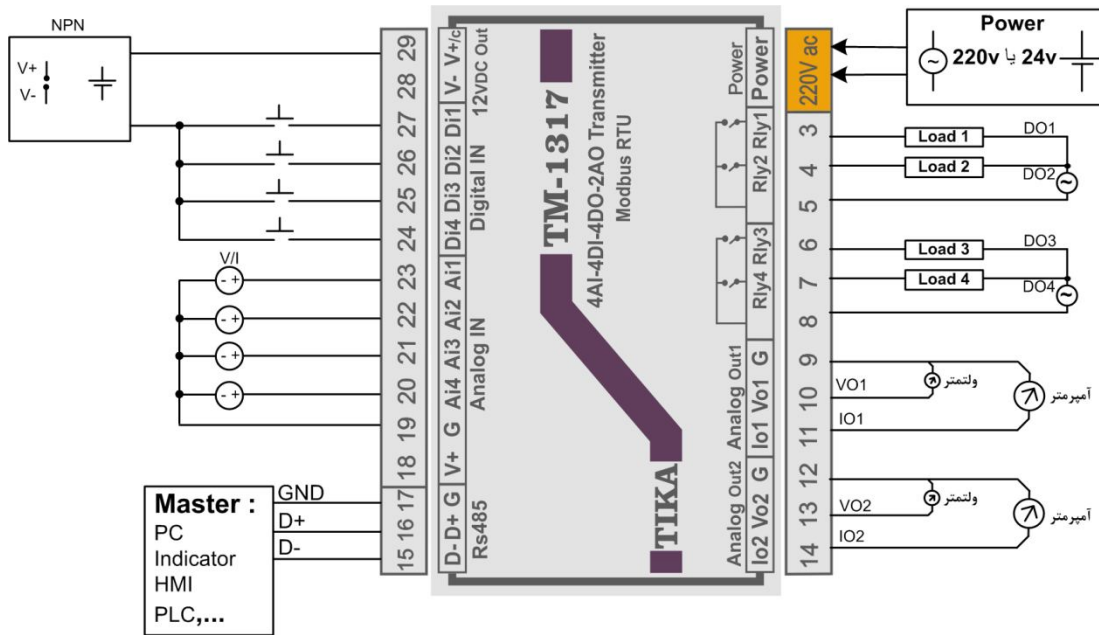 NPN
V+
V-
29
28
27
26
25
24
23
22
21
20
19
18
17
16
15
V-  V+/c
12VDC Out
Di4 Di3 Di2 Di1
Digital IN
V/I
- +
- +
- +
- +
Ai4 Ai3 Ai2 Ai1
G
V+
Analog IN
D- D+ G
Rs485
Master :
PC
Indicator
HMI
PLC,...
GND
D+
D-
TM-1317
4AI-4DI-4DO-2AO Transmitter
Modbus RTU
TIKA
Power
Power
Rly2 Rly1
Rly4 Rly3
Analog Out1
Io1 Vo1 G
Analog Out2
Io2 Vo2 G
220V ac
3
4
5
6
7
8
9
10
11
12
13
14
Power
220v یا 24v
Load 1
DO1
Load 2
DO2
Load 3
DO3
Load 4
DO4
VO1
ولتمتر
آمپرمتر
IO1
VO2
ولتمتر
آمپرمتر
IO2